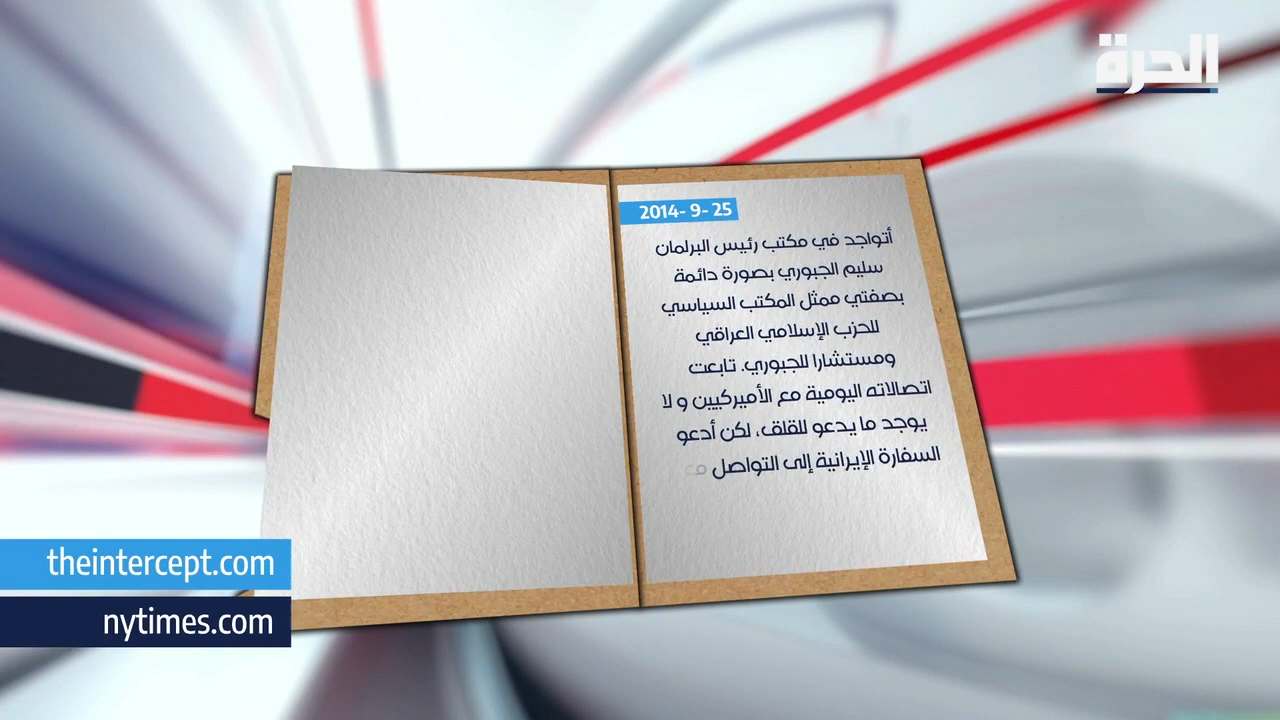 الحرة
25 -9 -2014
أتواجد في مكتب رئيس البرلمان
سليم الجبوري بصورة دائمة
بصفتي ممثل المكتب السياسي
للحزب الإسلامي العراقي
ومستشارا للجبوري. تابعت
اتصالاته اليومية مع الأميركيين و لا
يوجد ما يدعو للقلق، لكن أدعو
السفارة الإيرانية إلى التواصل مع
theintercept.com
nytimes.com